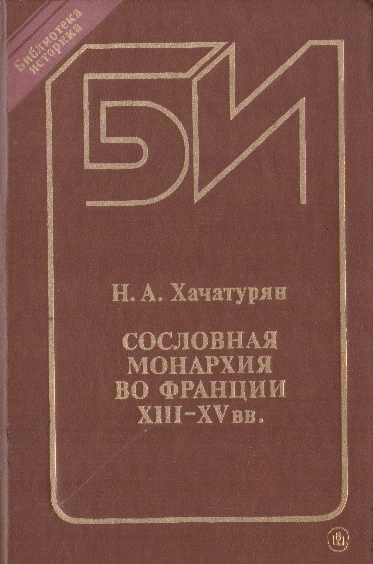 Библиотека
историка
БИ
Н. А. Хачатурян
СОСЛОВНАЯ
МОНАРХИЯ
ВО ФРАНЦИИ
XIII–XV вв.